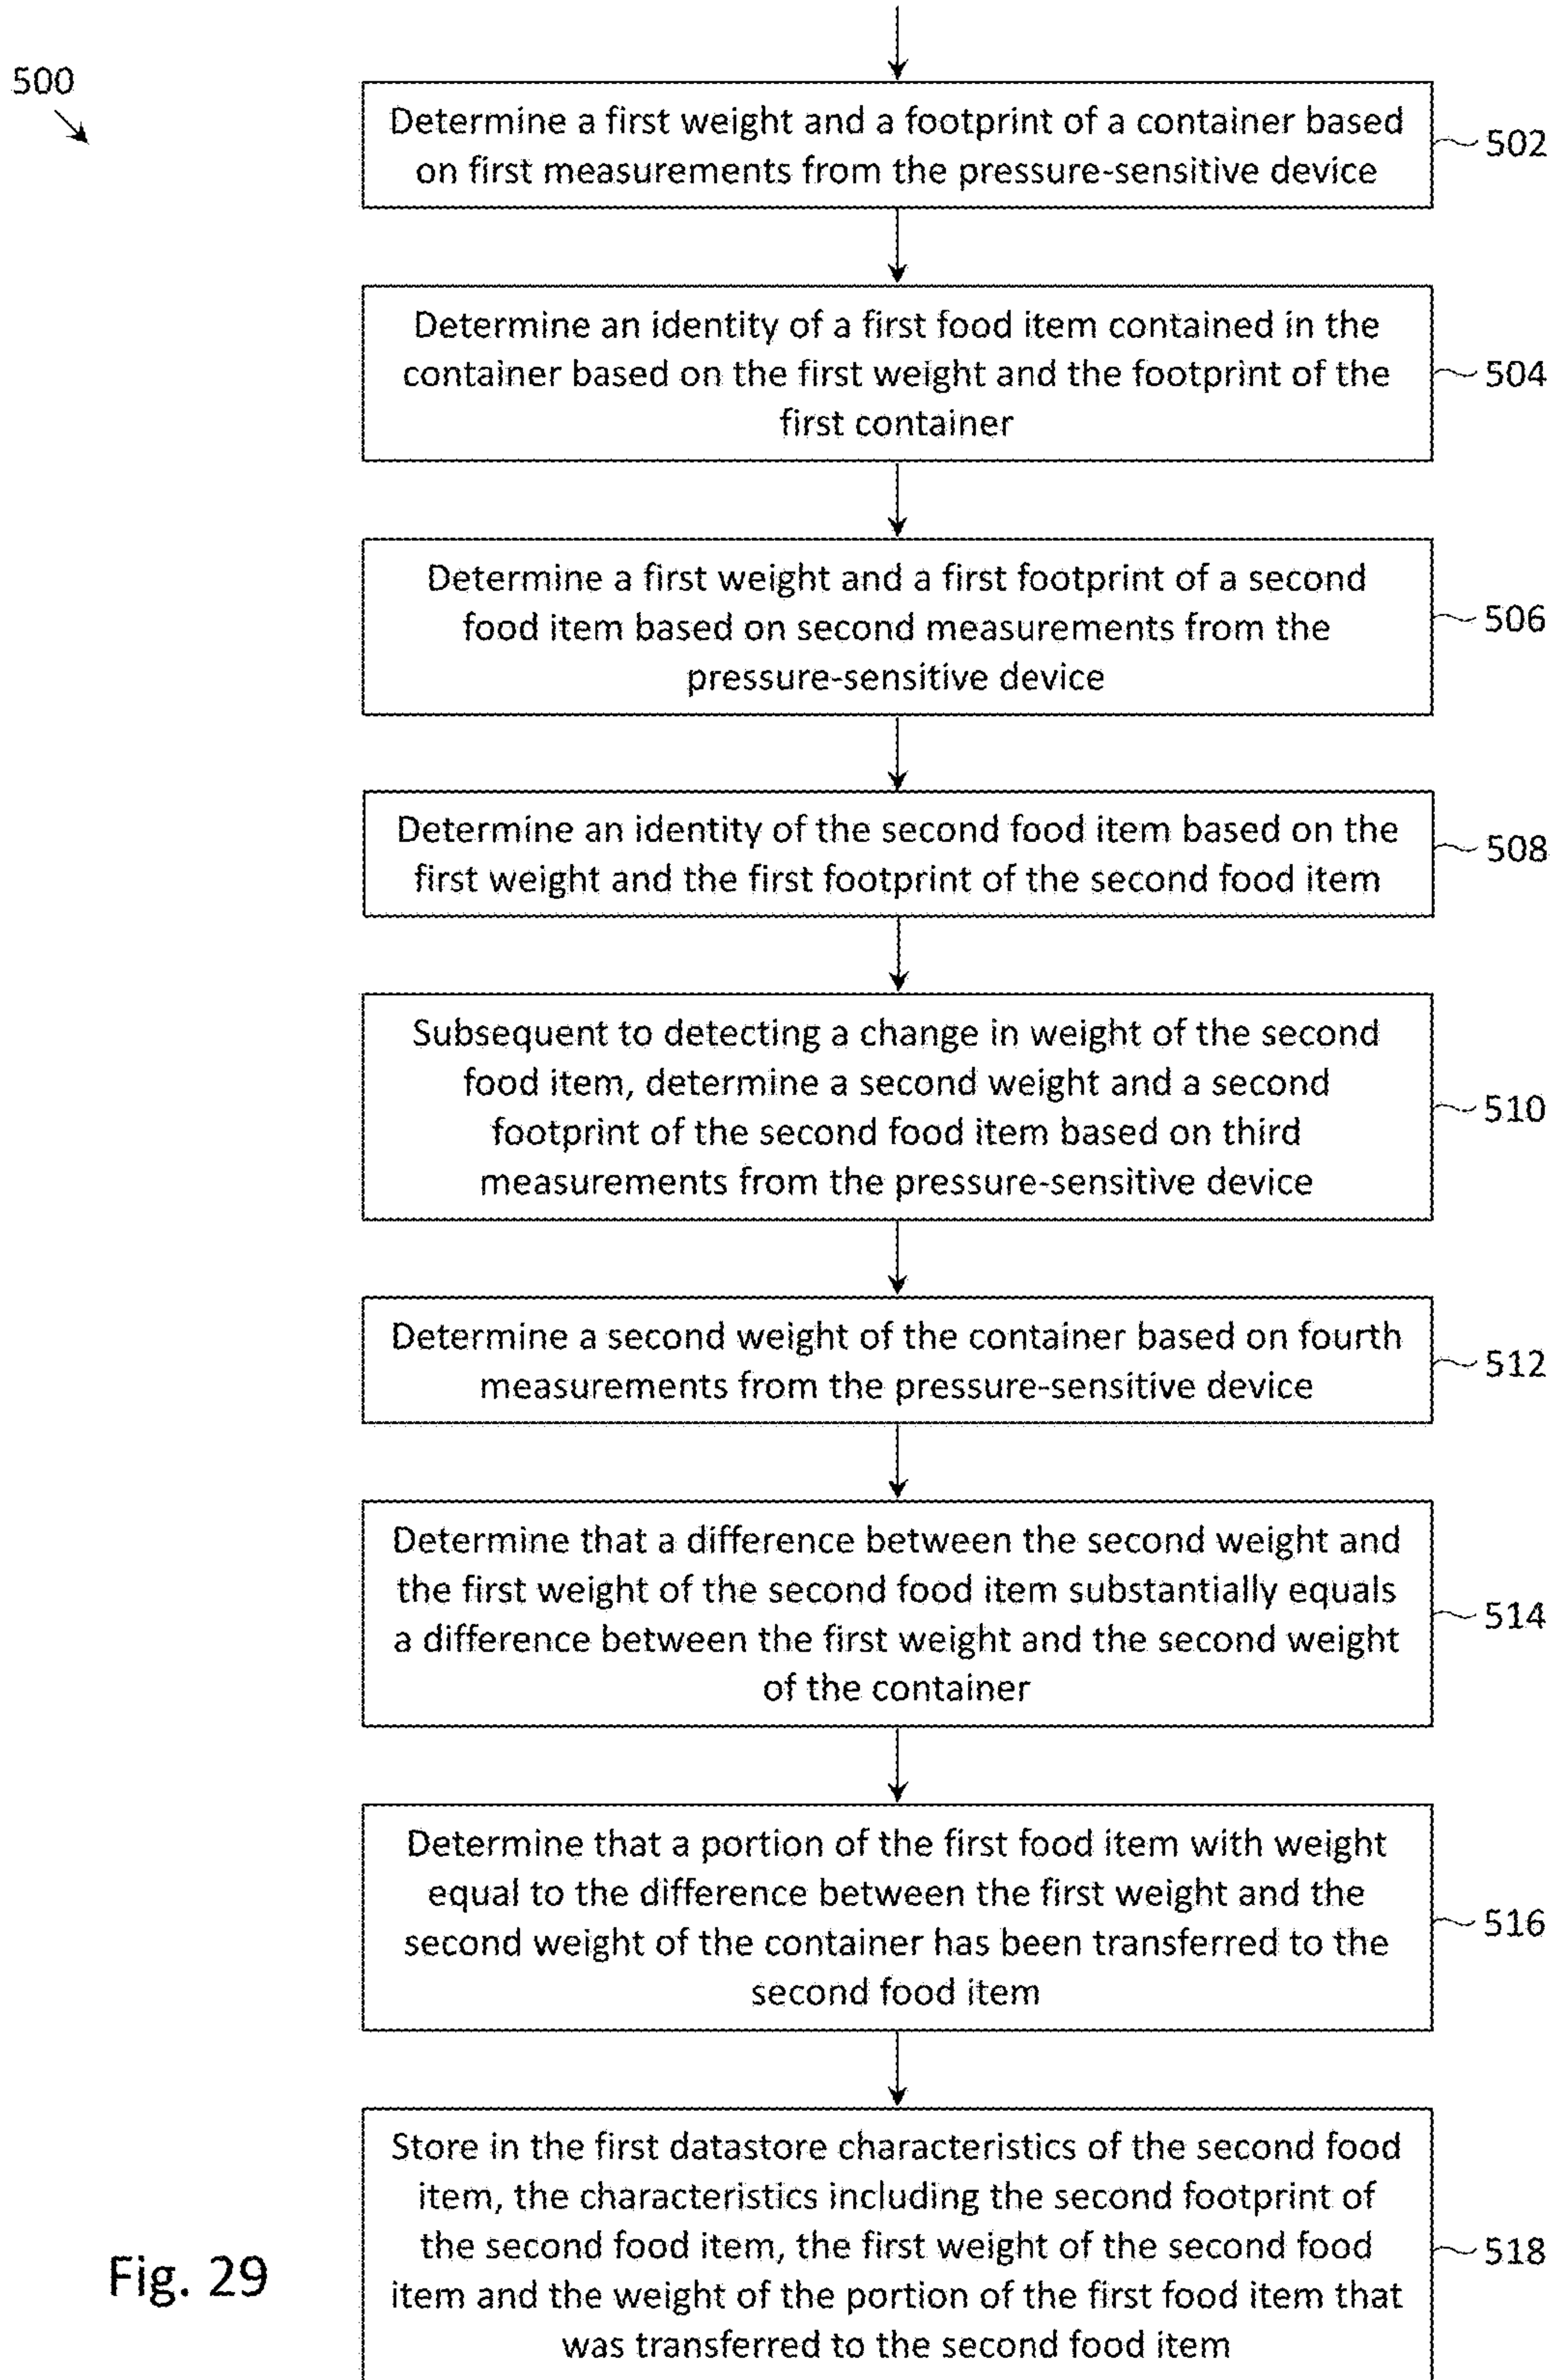 500
Determine a first weight and a footprint of a container based
on first measurements from the pressure-sensitive device
502
Determine an identity of a first food item contained in the
container based on the first weight and the footprint of the
first container
504
Determine a first weight and a first footprint of a second
food item based on second measurements from the
pressure-sensitive device
506
Determine an identity of the second food item based on the
first weight and the first footprint of the second food item
508
Subsequent to detecting a change in weight of the second
food item, determine a second weight and a second
footprint of the second food item based on third
measurements from the pressure-sensitive device
510
Determine a second weight of the container based on fourth
measurements from the pressure-sensitive device
512
Determine that a difference between the second weight and
the first weight of the second food item substantially equals
a difference between the first weight and the second weight
of the container
514
Determine that a portion of the first food item with weight
equal to the difference between the first weight and the
second weight of the container has been transferred to the
second food item
516
Store in the first datastore characteristics of the second food
item, the characteristics including the second footprint of
the second food item, the first weight of the second food
item and the weight of the portion of the first food item that
was transferred to the second food item
518
Fig. 29